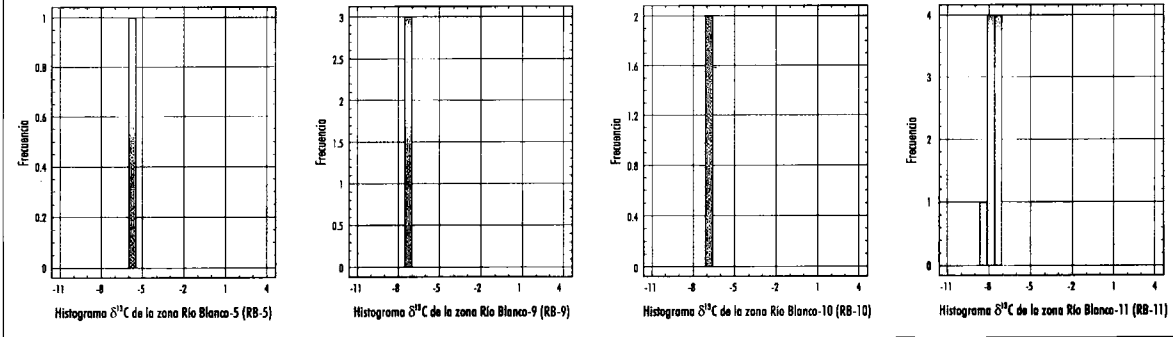 Frecuencia
1
0.8
0.6
0.4
0.2
0
-11 -8 -5 -2 1 4
Histograma δ¹³C de la zona Río Blanco-5 (RB-5)
Frecuencia
3
2.5
2
1.5
1
0.5
0
-11 -8 -5 -2 1 4
Histograma δ¹³C de la zona Río Blanco-9 (RB-9)
Frecuencia
2
1.6
1.2
0.8
0.4
0
-11 -8 -5 -2 1 4
Histograma δ¹³C de la zona Río Blanco-10 (RB-10)
Frecuencia
4
3
2
1
0
-11 -8 -5 -2 1 4
Histograma δ¹³C de la zona Río Blanco-11 (RB-11)